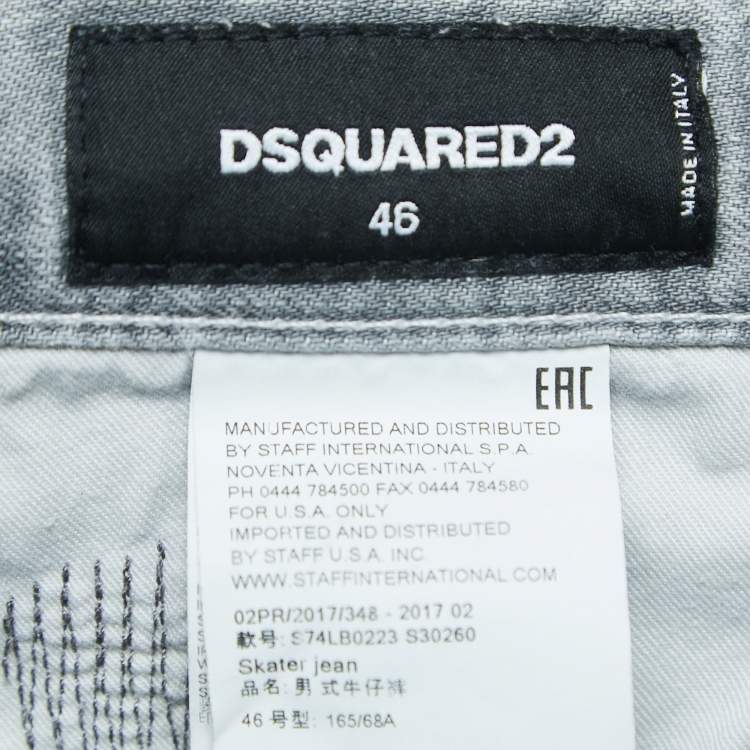 DSQUARED2
46
MADE IN ITALY
EAC
MANUFACTURED AND DISTRIBUTED
BY STAFF INTERNATIONAL S.P.A.
NOVENTA VICENTINA - ITALY
PH 0444 784500 FAX 0444 784580
FOR U.S.A. ONLY
IMPORTED AND DISTRIBUTED
BY STAFF U.S.A. INC.
WWW.STAFFINTERNATIONAL.COM
02PR/2017/348 - 2017 02
款号: S74LB0223 S30260
Skater jean
品名: 男 式牛仔裤
46 号型: 165/68A